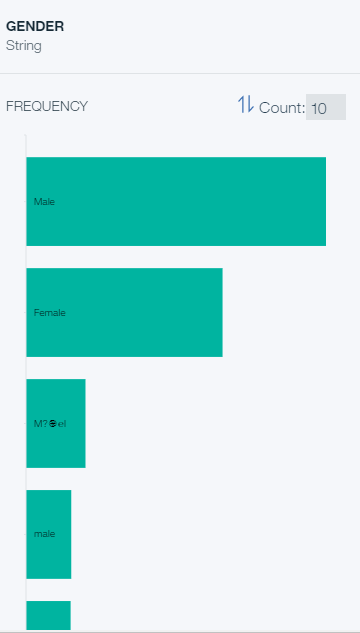 GENDER
String
FREQUENCY
Count: 10
Male
Female
male